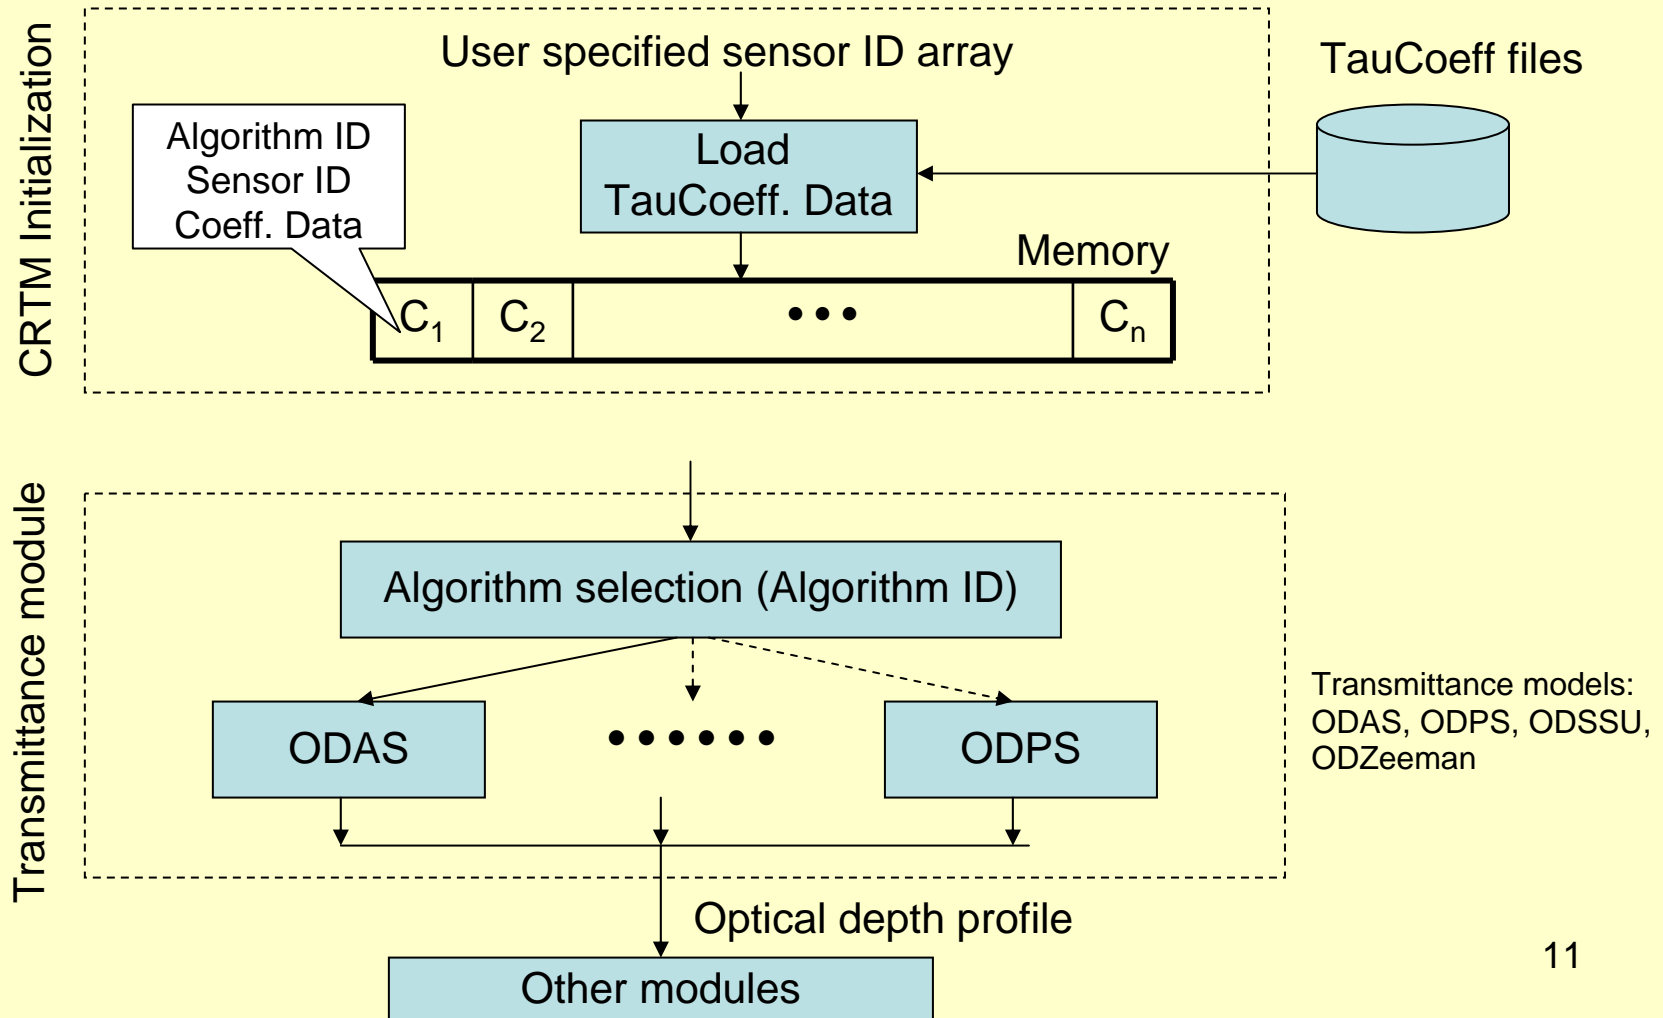 CRTM Initialization
User specified sensor ID array
TauCoeff files
Algorithm ID
Sensor ID
Coeff. Data
Load
TauCoeff. Data
Memory
C1 C2 ••• Cn
Transmittance module
Algorithm selection (Algorithm ID)
ODAS •••••• ODPS
Transmittance models:
ODAS, ODPS, ODSSU,
ODZeeman
Optical depth profile
Other modules
11